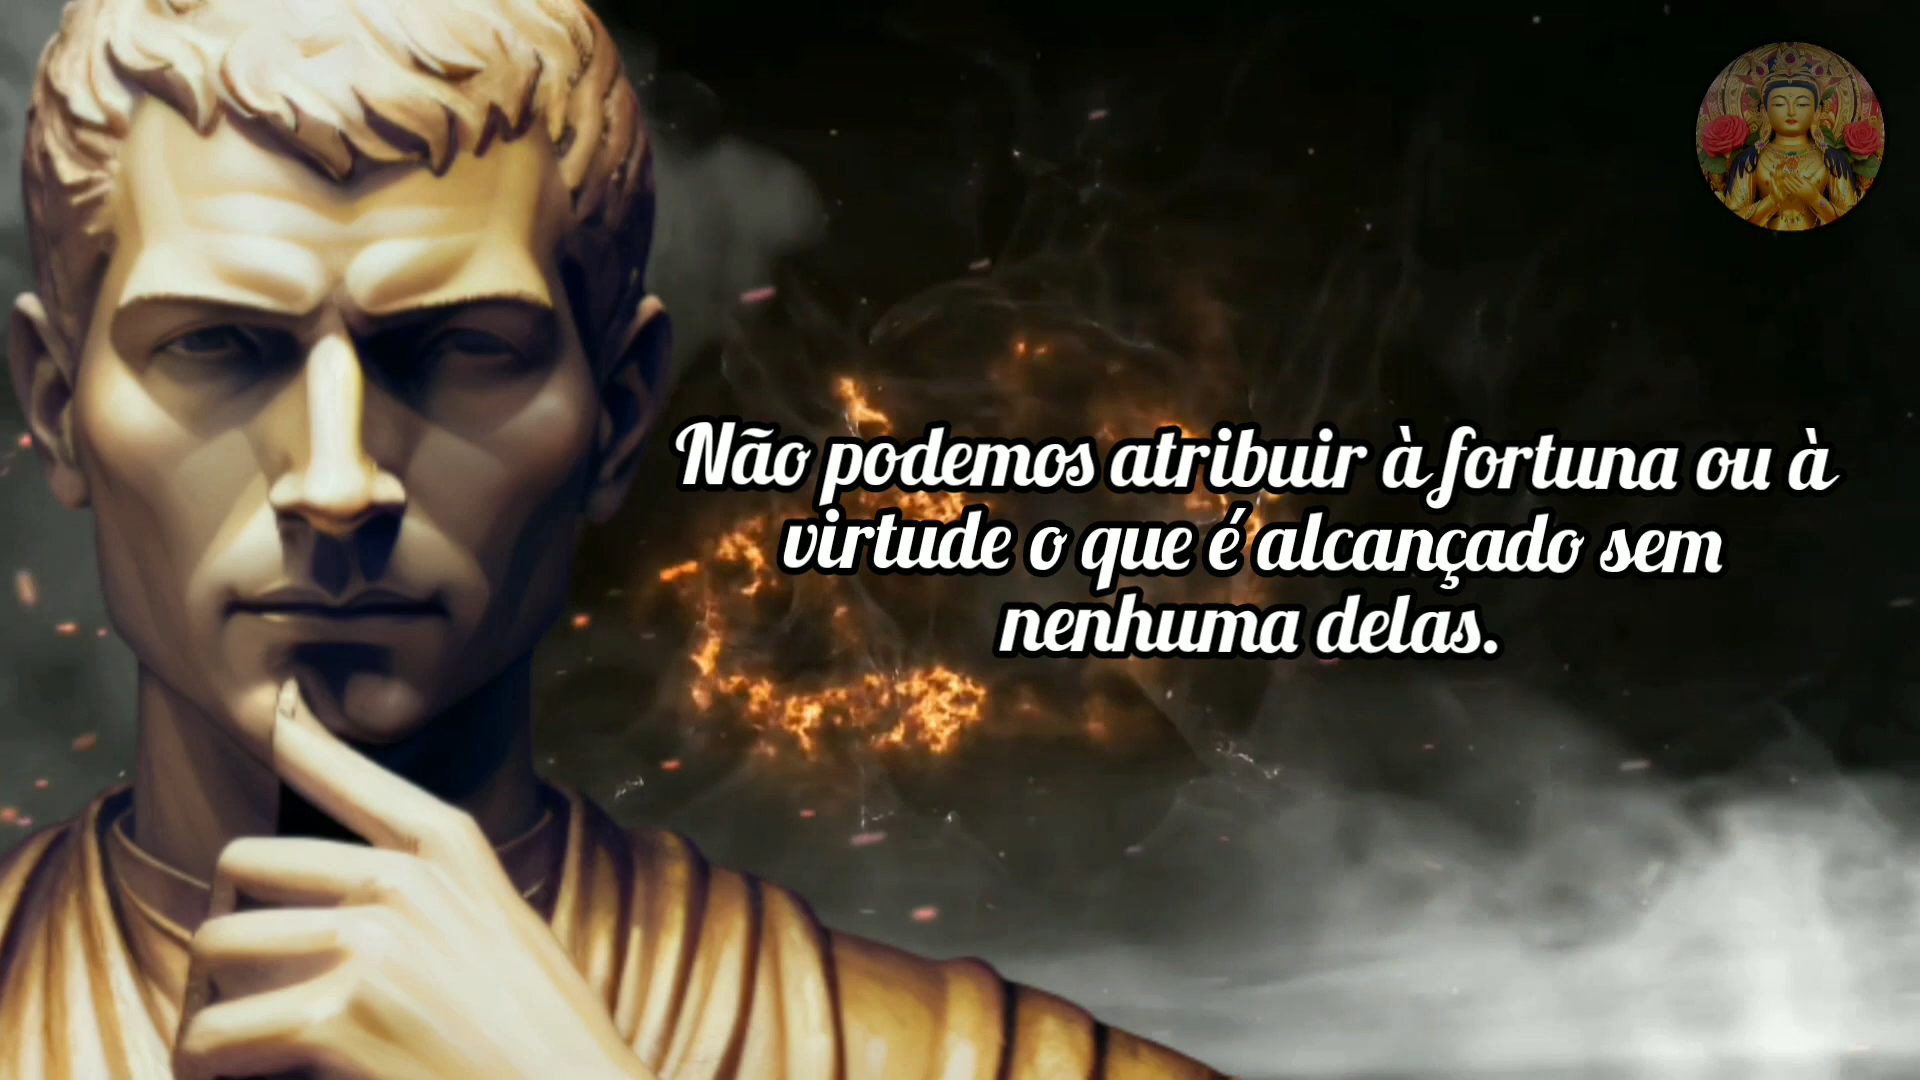 Não podemos atribuir à fortuna ou à
virtude o que é alcançado sem
nenhuma delas.